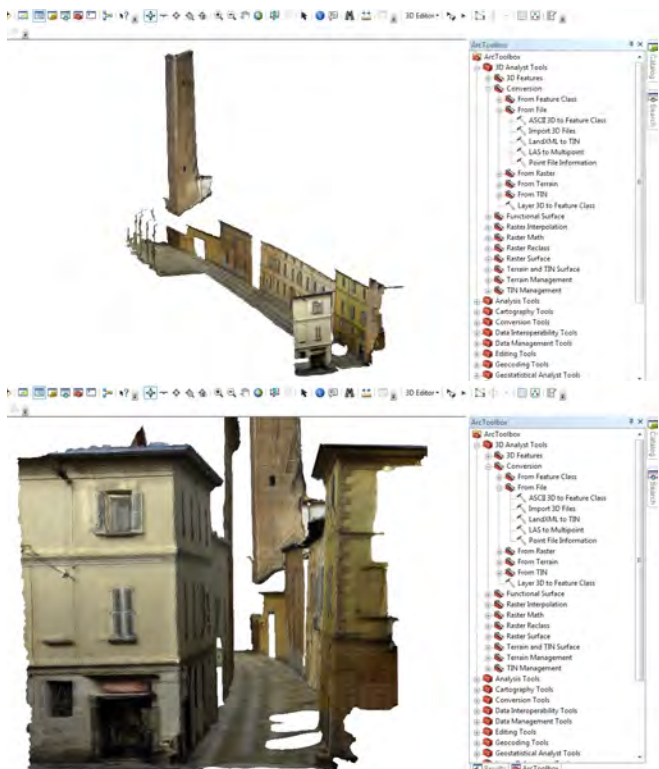 3D Editor
ArcToolbox
ArcToolbox
3D Analyst Tools
3D Features
Conversion
From Feature Class
From File
ASCII 3D to Feature Class
Import 3D Files
LandXML to TIN
LAS to Multipoint
Point File Information
From Raster
From Terrain
From TIN
Layer 3D to Feature Class
Functional Surface
Raster Interpolation
Raster Math
Raster Reclass
Raster Surface
Terrain and TIN Surface
Terrain Management
TIN Management
Analysis Tools
Cartography Tools
Conversion Tools
Data Interoperability Tools
Data Management Tools
Editing Tools
Geocoding Tools
Geostatistical Analyst Tools
Catalog
Search
3D Editor
ArcToolbox
ArcToolbox
3D Analyst Tools
3D Features
Conversion
From Feature Class
From File
ASCII 3D to Feature Class
Import 3D Files
LandXML to TIN
LAS to Multipoint
Point File Information
From Raster
From Terrain
From TIN
Layer 3D to Feature Class
Functional Surface
Raster Interpolation
Raster Math
Raster Reclass
Raster Surface
Terrain and TIN Surface
Terrain Management
TIN Management
Analysis Tools
Cartography Tools
Conversion Tools
Data Interoperability Tools
Data Management Tools
Editing Tools
Geocoding Tools
Geostatistical Analyst Tools
Catalog
Search
Results ArcToolbox